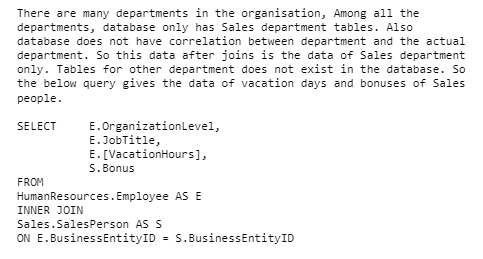 There are many departments in the organisation, Among all the
departments, database only has Sales department tables. Also
database does not have correlation between department and the actual
department. So this data after joins is the data of Sales department
only. Tables for other department does not exist in the database. So
the below query gives the data of vacation days and bonuses of Sales
people.
SELECT E.OrganizationLevel,
E.JobTitle,
E.[VacationHours],
S.Bonus
FROM
HumanResources.Employee AS E
INNER JOIN
Sales.SalesPerson AS S
ON E.BusinessEntityID = S.BusinessEntityID